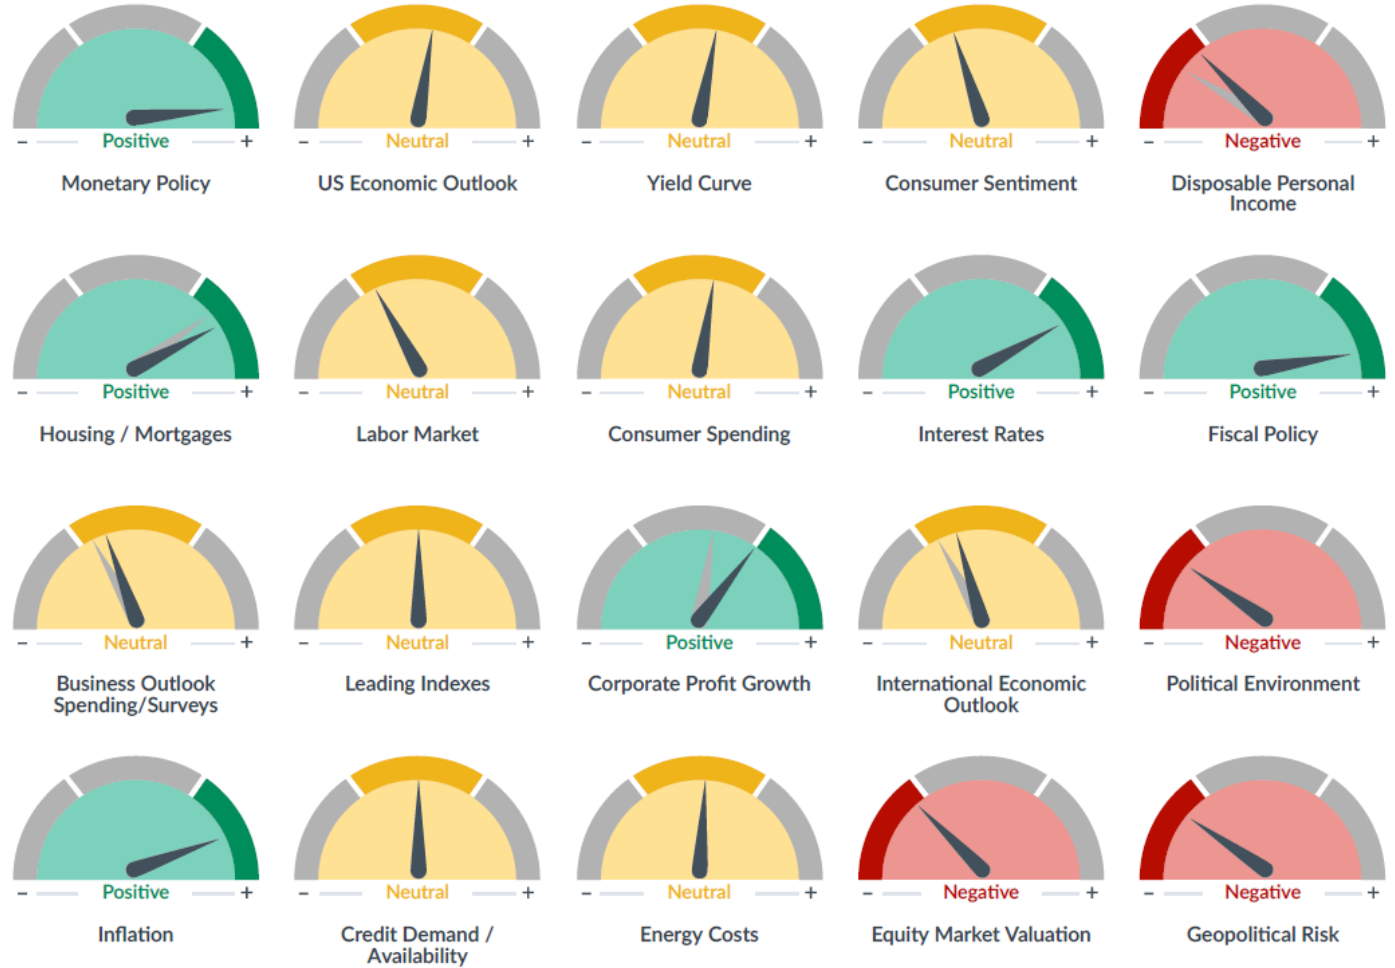 - Positive +
- Neutral +
- Neutral +
- Neutral +
- Negative +
Monetary Policy
US Economic Outlook
Yield Curve
Consumer Sentiment
Disposable Personal
Income
- Positive +
- Neutral +
- Neutral +
- Positive +
- Positive +
Housing / Mortgages
Labor Market
Consumer Spending
Interest Rates
Fiscal Policy
- Neutral +
- Neutral +
- Positive +
- Neutral +
- Negative +
Business Outlook
Spending/Surveys
Leading Indexes
Corporate Profit Growth
International Economic
Outlook
Political Environment
- Positive +
- Neutral +
- Neutral +
- Negative +
- Negative +
Inflation
Credit Demand /
Availability
Energy Costs
Equity Market Valuation
Geopolitical Risk